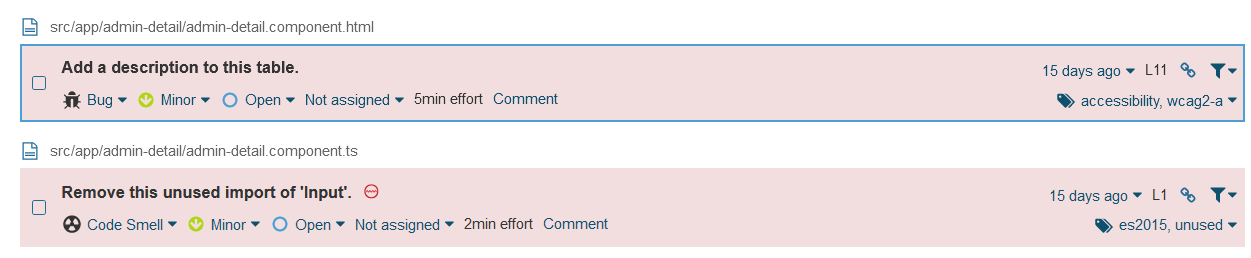 src/app/admin-detail/admin-detail.component.html
Add a description to this table.
15 days ago L11
Bug Minor Open Not assigned 5min effort Comment
accessibility, wcag2-a
src/app/admin-detail/admin-detail.component.ts
Remove this unused import of 'Input'.
15 days ago L1
Code Smell Minor Open Not assigned 2min effort Comment
es2015, unused